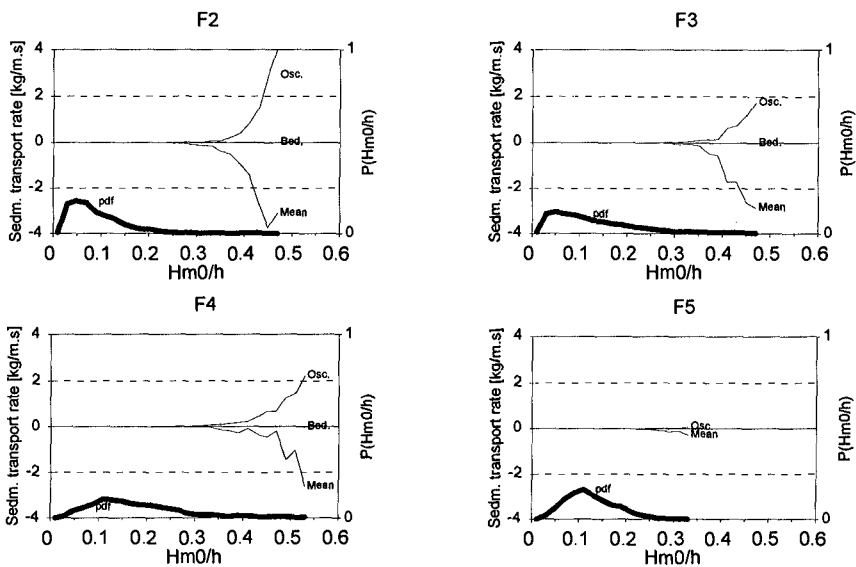 F2
Sedm. transport rate [kg/m.s]
4
2
0
-2
-4
1
0
P(Hm0/h)
Osc.
Bed.
Mean
pdf
0.0 0.1 0.2 0.3 0.4 0.5 0.6
Hm0/h
F3
Sedm. transport rate [kg/m.s]
4
2
0
-2
-4
1
0
P(Hm0/h)
Osc.
Bed.
Mean
pdf
0.0 0.1 0.2 0.3 0.4 0.5 0.6
Hm0/h
F4
Sedm. transport rate [kg/m.s]
4
2
0
-2
-4
1
0
P(Hm0/h)
Osc.
Bed.
Mean
pdf
0.0 0.1 0.2 0.3 0.4 0.5 0.6
Hm0/h
F5
Sedm. transport rate [kg/m.s]
4
2
0
-2
-4
1
0
P(Hm0/h)
Osc.
Mean
pdf
0.0 0.1 0.2 0.3 0.4 0.5 0.6
Hm0/h